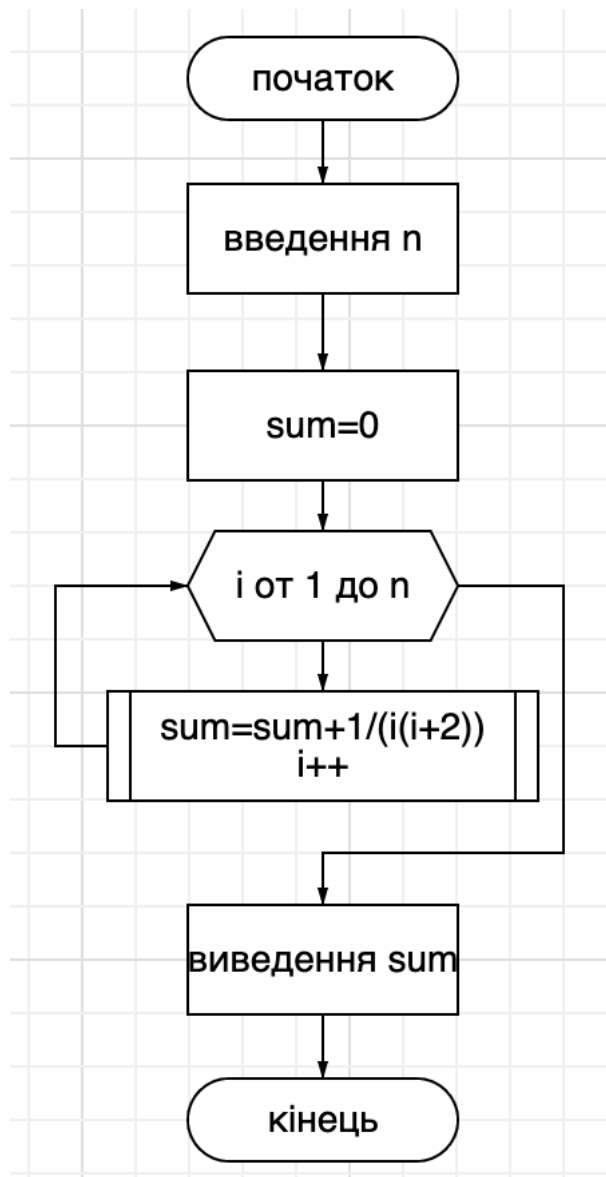 початок
введення n
sum=0
i от 1 до n
sum=sum+1/(i(i+2))
i++
виведення sum
кінець